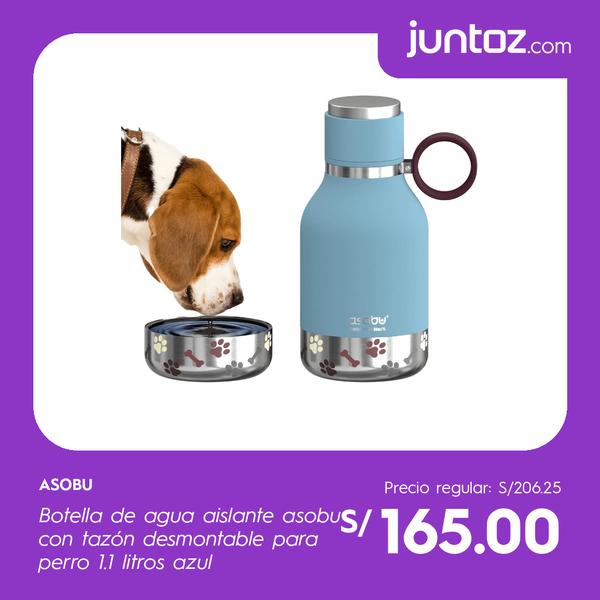 juntoz.com
asobu®
ASOBU
Botella de agua aislante asobu
con tazón desmontable para
perro 1.1 litros azul
Precio regular: S/206.25
S/ 165.00